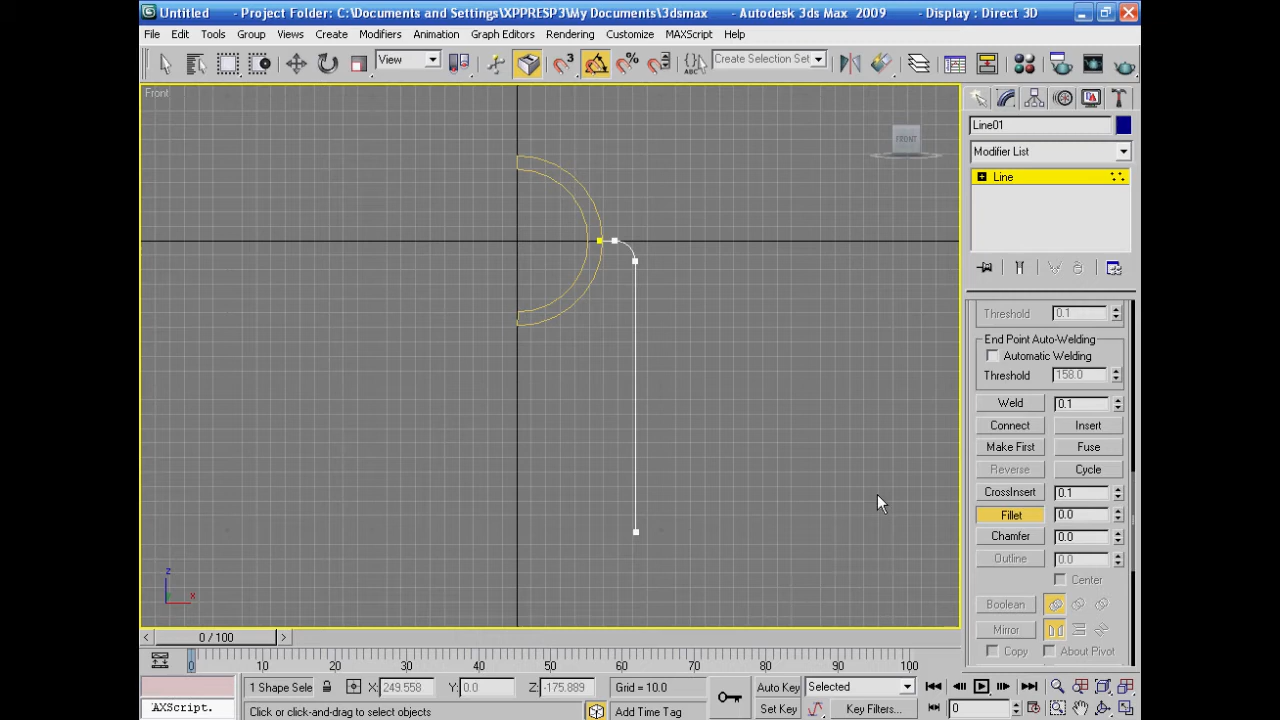 Untitled - Project Folder: C:\Documents and Settings\XPPRESP3\My Documents\3dsmax - Autodesk 3ds Max 2009 - Display : Direct 3D
File Edit Tools Group Views Create Modifiers Animation Graph Editors Rendering Customize MAXScript Help
View 3 % ABC Create Selection Set
Front
FRONT
Line01
Modifier List
Line
Threshold 0.1
End Point Auto-Welding
Automatic Welding
Threshold 158.0
Weld 0.1
Connect Insert
Make First Fuse
Reverse Cycle
CrossInsert 0.1
Fillet 0.0
Chamfer 0.0
Outline 0.0
Center
Boolean
Mirror
Copy About Pivot
z
x
< 0 / 100 >
0 10 20 30 40 50 60 70 80 90 100
1 Shape Sele X: 249.558 Y: 0.0 Z: -175.889 Grid = 10.0 Auto Key Selected
AXScript. Click or click-and-drag to select objects Add Time Tag Set Key Key Filters... 0